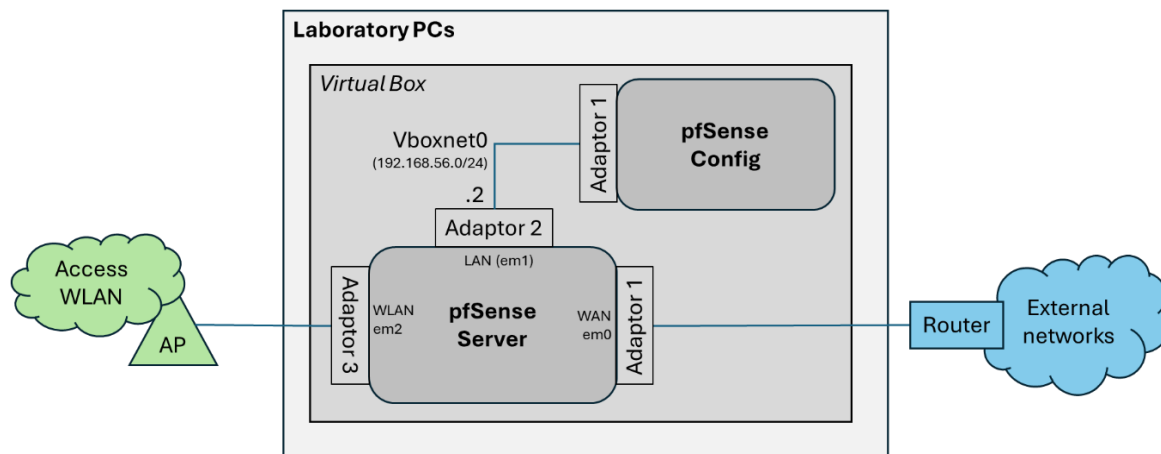 Laboratory PCs
Virtual Box
Adaptor 1
pfSense
Config
Vboxnet0
(192.168.56.0/24)
.2
Adaptor 2
LAN (em1)
Access
WLAN
AP
Adaptor 3
WLAN
em2
pfSense
Server
WAN
em0
Adaptor 1
Router
External
networks